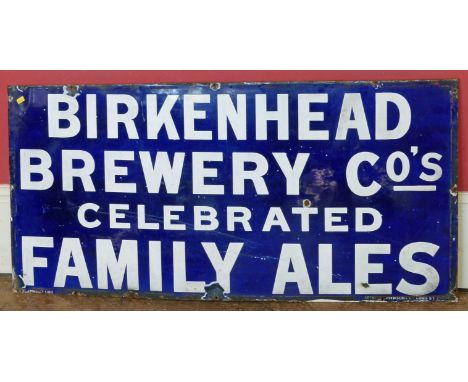 BIRKENHEAD
BREWERY CO'S
CELEBRATED
FAMILY ALES